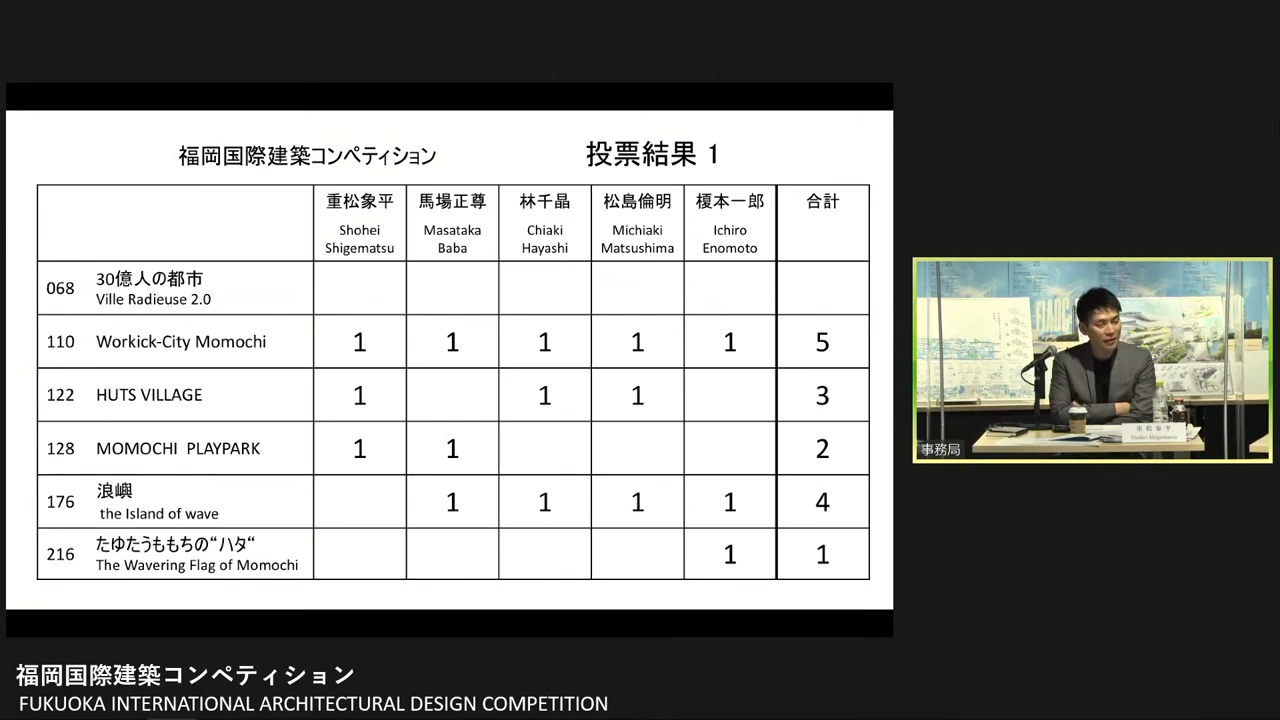 福岡国際建築コンペティション 投票結果 1
重松象平 馬場正尊 林千晶 松島倫明 榎本一郎 合計
Shohei Shigematsu Masataka Baba Chiaki Hayashi Michiaki Matsushima Ichiro Enomoto
068 30億人の都市
Ville Radieuse 2.0
110 Workick-City Momochi 1 1 1 1 1 5
122 HUTS VILLAGE 1 1 1 3
128 MOMOCHI PLAYPARK 1 1 2
176 浪嶼
the Island of wave 1 1 1 1 4
216 たゆたうももちの“ハタ“
The Wavering Flag of Momochi 1 1
重松象平
Shohei Shigematsu
事務局
福岡国際建築コンペティション
FUKUOKA INTERNATIONAL ARCHITECTURAL DESIGN COMPETITION